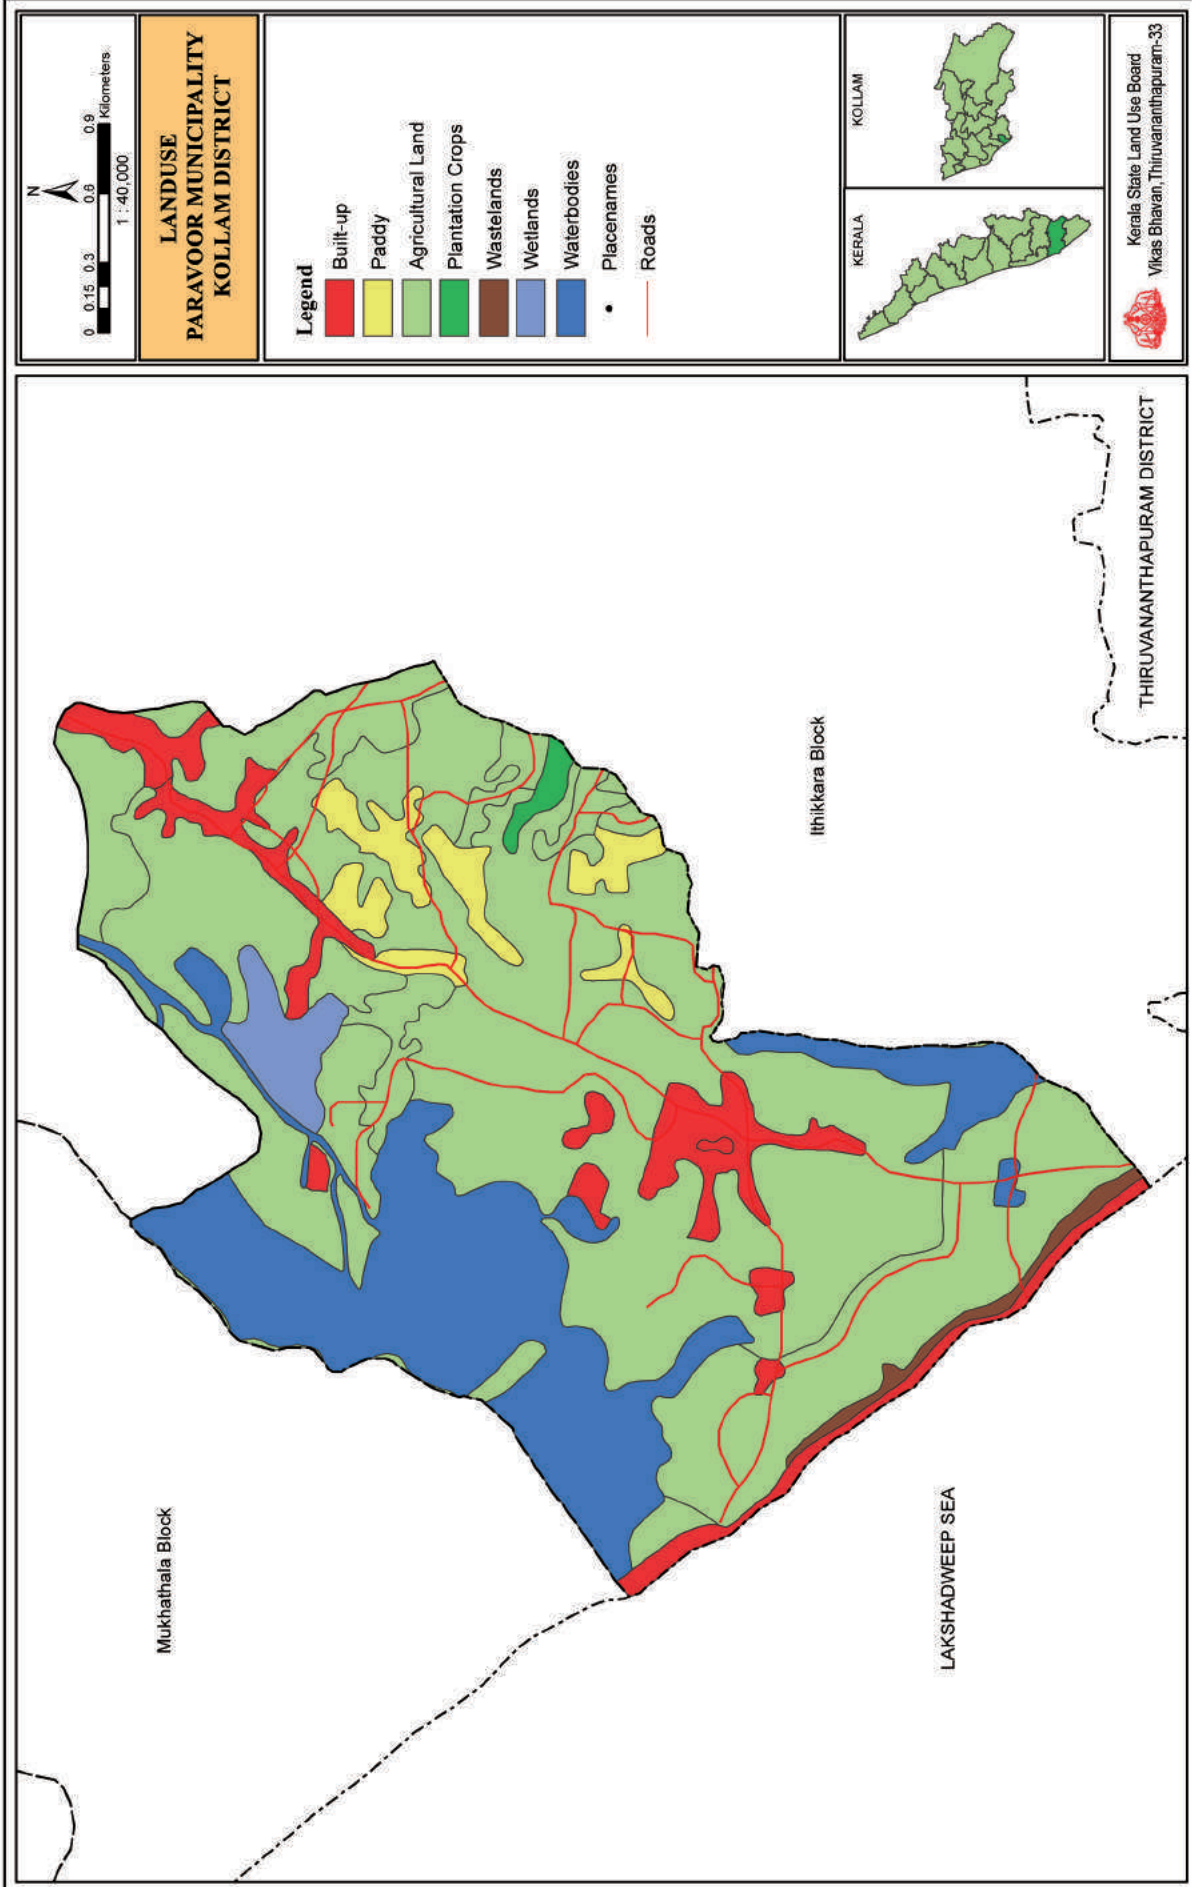 N
0 0.15 0.3 0.6 0.9
Kilometers
1 : 40,000
LANDUSE
PARAVOOR MUNICIPALITY
KOLLAM DISTRICT
Legend
Built-up
Paddy
Agricultural Land
Plantation Crops
Wastelands
Wetlands
Waterbodies
Placenames
Roads
KERALA
KOLLAM
Kerala State Land Use Board
Vikas Bhavan,Thiruvananthapuram-33
Mukhathala Block
Ithikkara Block
LAKSHADWEEP SEA
THIRUVANANTHAPURAM DISTRICT